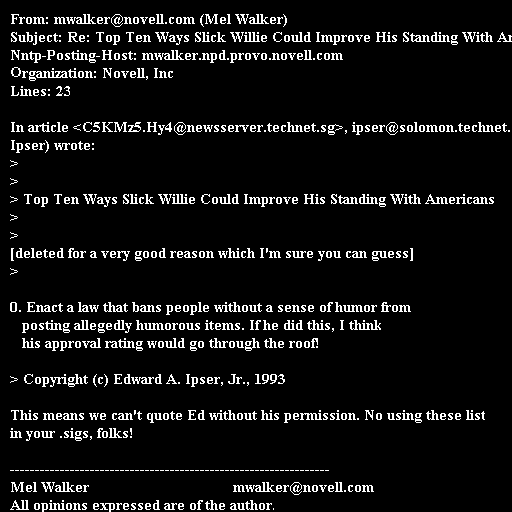 From: mwalker@novell.com (Mel Walker)
Subject: Re: Top Ten Ways Slick Willie Could Improve His Standing With
Nntp-Posting-Host: mwalker.npd.provo.novell.com
Organization: Novell, Inc
Lines: 23
In article <C5KMz5.Hy4@newsserver.technet.sg>, ipser@solomon.technet.
Ipser) wrote:
>
>
> Top Ten Ways Slick Willie Could Improve His Standing With Americans
>
>
[deleted for a very good reason which I'm sure you can guess]
>
0. Enact a law that bans people without a sense of humor from
posting allegedly humorous items. If he did this, I think
his approval rating would go through the roof!
> Copyright (c) Edward A. Ipser, Jr., 1993
This means we can't quote Ed without his permission. No using these list
in your .sigs, folks!
----------------------------------------------------------------
Mel Walker mwalker@novell.com
All opinions expressed are of the author.